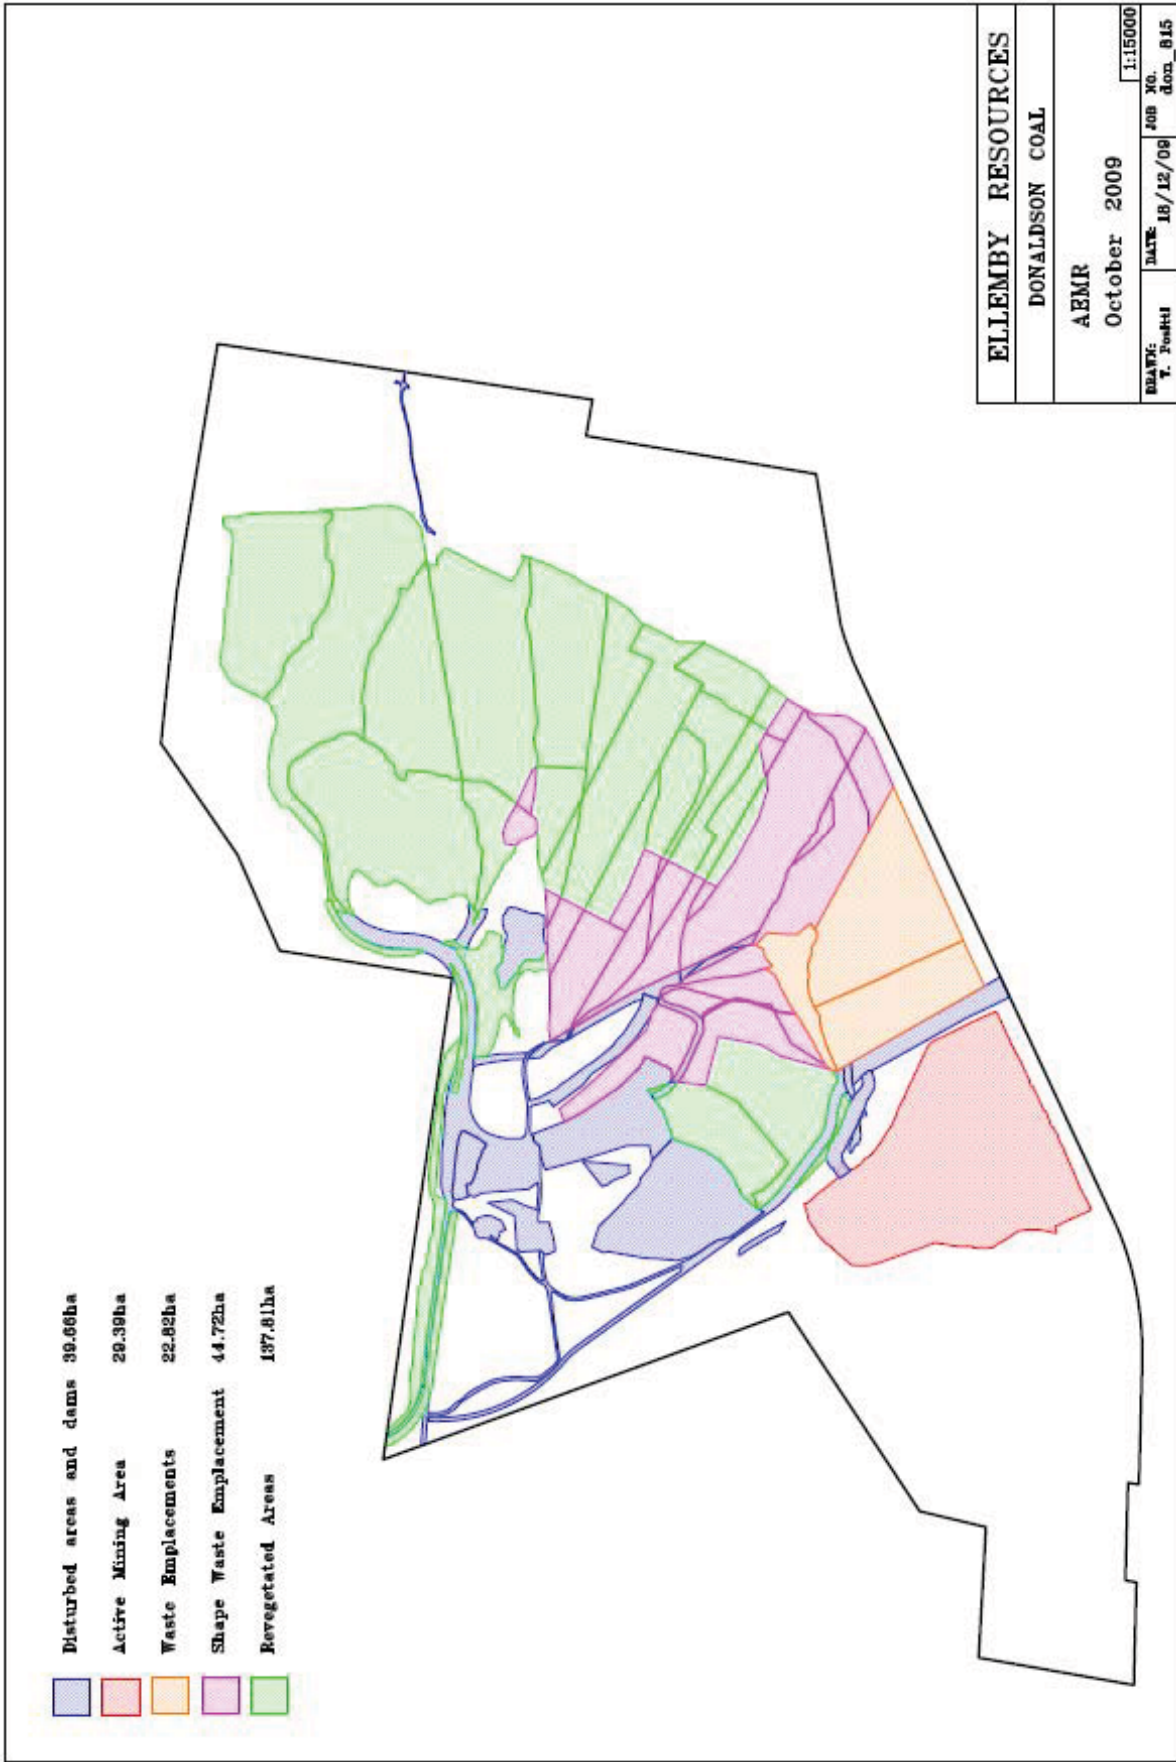 Disturbed areas and dams 39.66ha
Active Mining Area 29.39ha
Waste Emplacements 22.82ha
Shape Waste Emplacement 44.72ha
Revegetated Areas 137.81ha
ELLEMBY RESOURCES
DONALDSON COAL
AEMR
October 2009
1:15000
DRAWN:
DATE: 18/12/09
JOB NO.
don_815